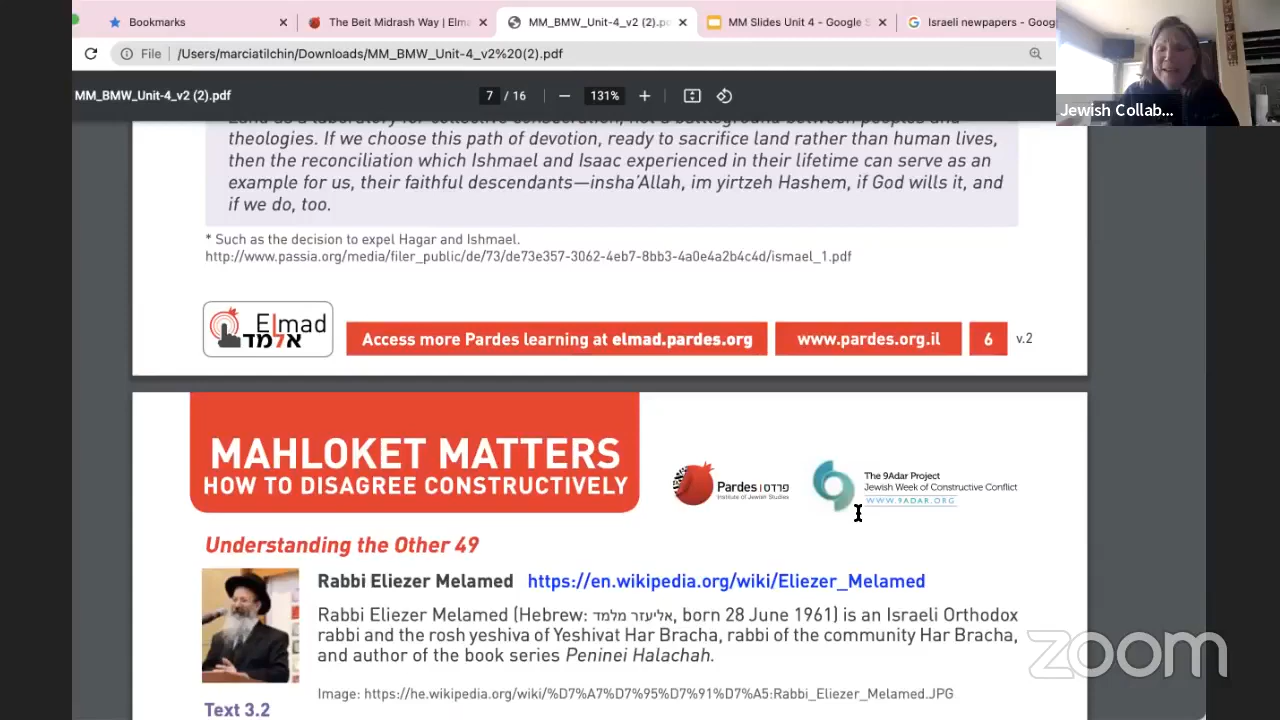 Bookmarks
The Beit Midrash Way | Elma
MM_BMW_Unit-4_v2 (2).pd
MM Slides Unit 4 - Google S
Israeli newpapers - Goog
File /Users/marciatilchin/Downloads/MM_BMW_Unit-4_v2%20(2).pdf
MM_BMW_Unit-4_v2 (2).pdf
7 / 16
131%
Jewish Collab...
theologies. If we choose this path of devotion, ready to sacrifice land rather than human lives,
then the reconciliation which Ishmael and Isaac experienced in their lifetime can serve as an
example for us, their faithful descendants—insha'Allah, im yirtzeh Hashem, if God wills it, and
if we do, too.
* Such as the decision to expel Hagar and Ishmael.
http://www.passia.org/media/filer_public/de/73/de73e357-3062-4eb7-8bb3-4a0e4a2b4c4d/ismael_1.pdf
Elmad
אלמד
Access more Pardes learning at elmad.pardes.org
www.pardes.org.il
6
v.2
MAHLOKET MATTERS
HOW TO DISAGREE CONSTRUCTIVELY
Pardes | פרדס
Institute of Jewish Studies
The 9Adar Project
Jewish Week of Constructive Conflict
WWW.9ADAR.ORG
Understanding the Other 49
Rabbi Eliezer Melamed https://en.wikipedia.org/wiki/Eliezer_Melamed
Rabbi Eliezer Melamed (Hebrew: אליעזר מלמד, born 28 June 1961) is an Israeli Orthodox
rabbi and the rosh yeshiva of Yeshivat Har Bracha, rabbi of the community Har Bracha,
and author of the book series Peninei Halachah.
Image: https://he.wikipedia.org/wiki/%D7%A7%D7%95%D7%91%D7%A5:Rabbi_Eliezer_Melamed.JPG
Text 3.2
zoom